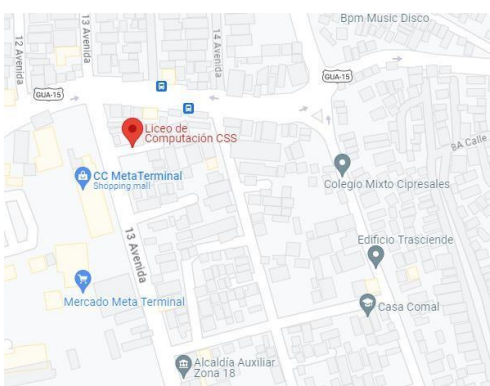 Bpm Music Disco
12 Avenida
13 Avenida
14 Avenida
GUA-15
GUA-15
Liceo de
Computación CSS
8A Calle
CC MetaTerminal
Shopping mall
Colegio Mixto Cipresales
13 Avenida
Edificio Trasciende
Mercado Meta Terminal
Casa Comal
Alcaldía Auxiliar
Zona 18